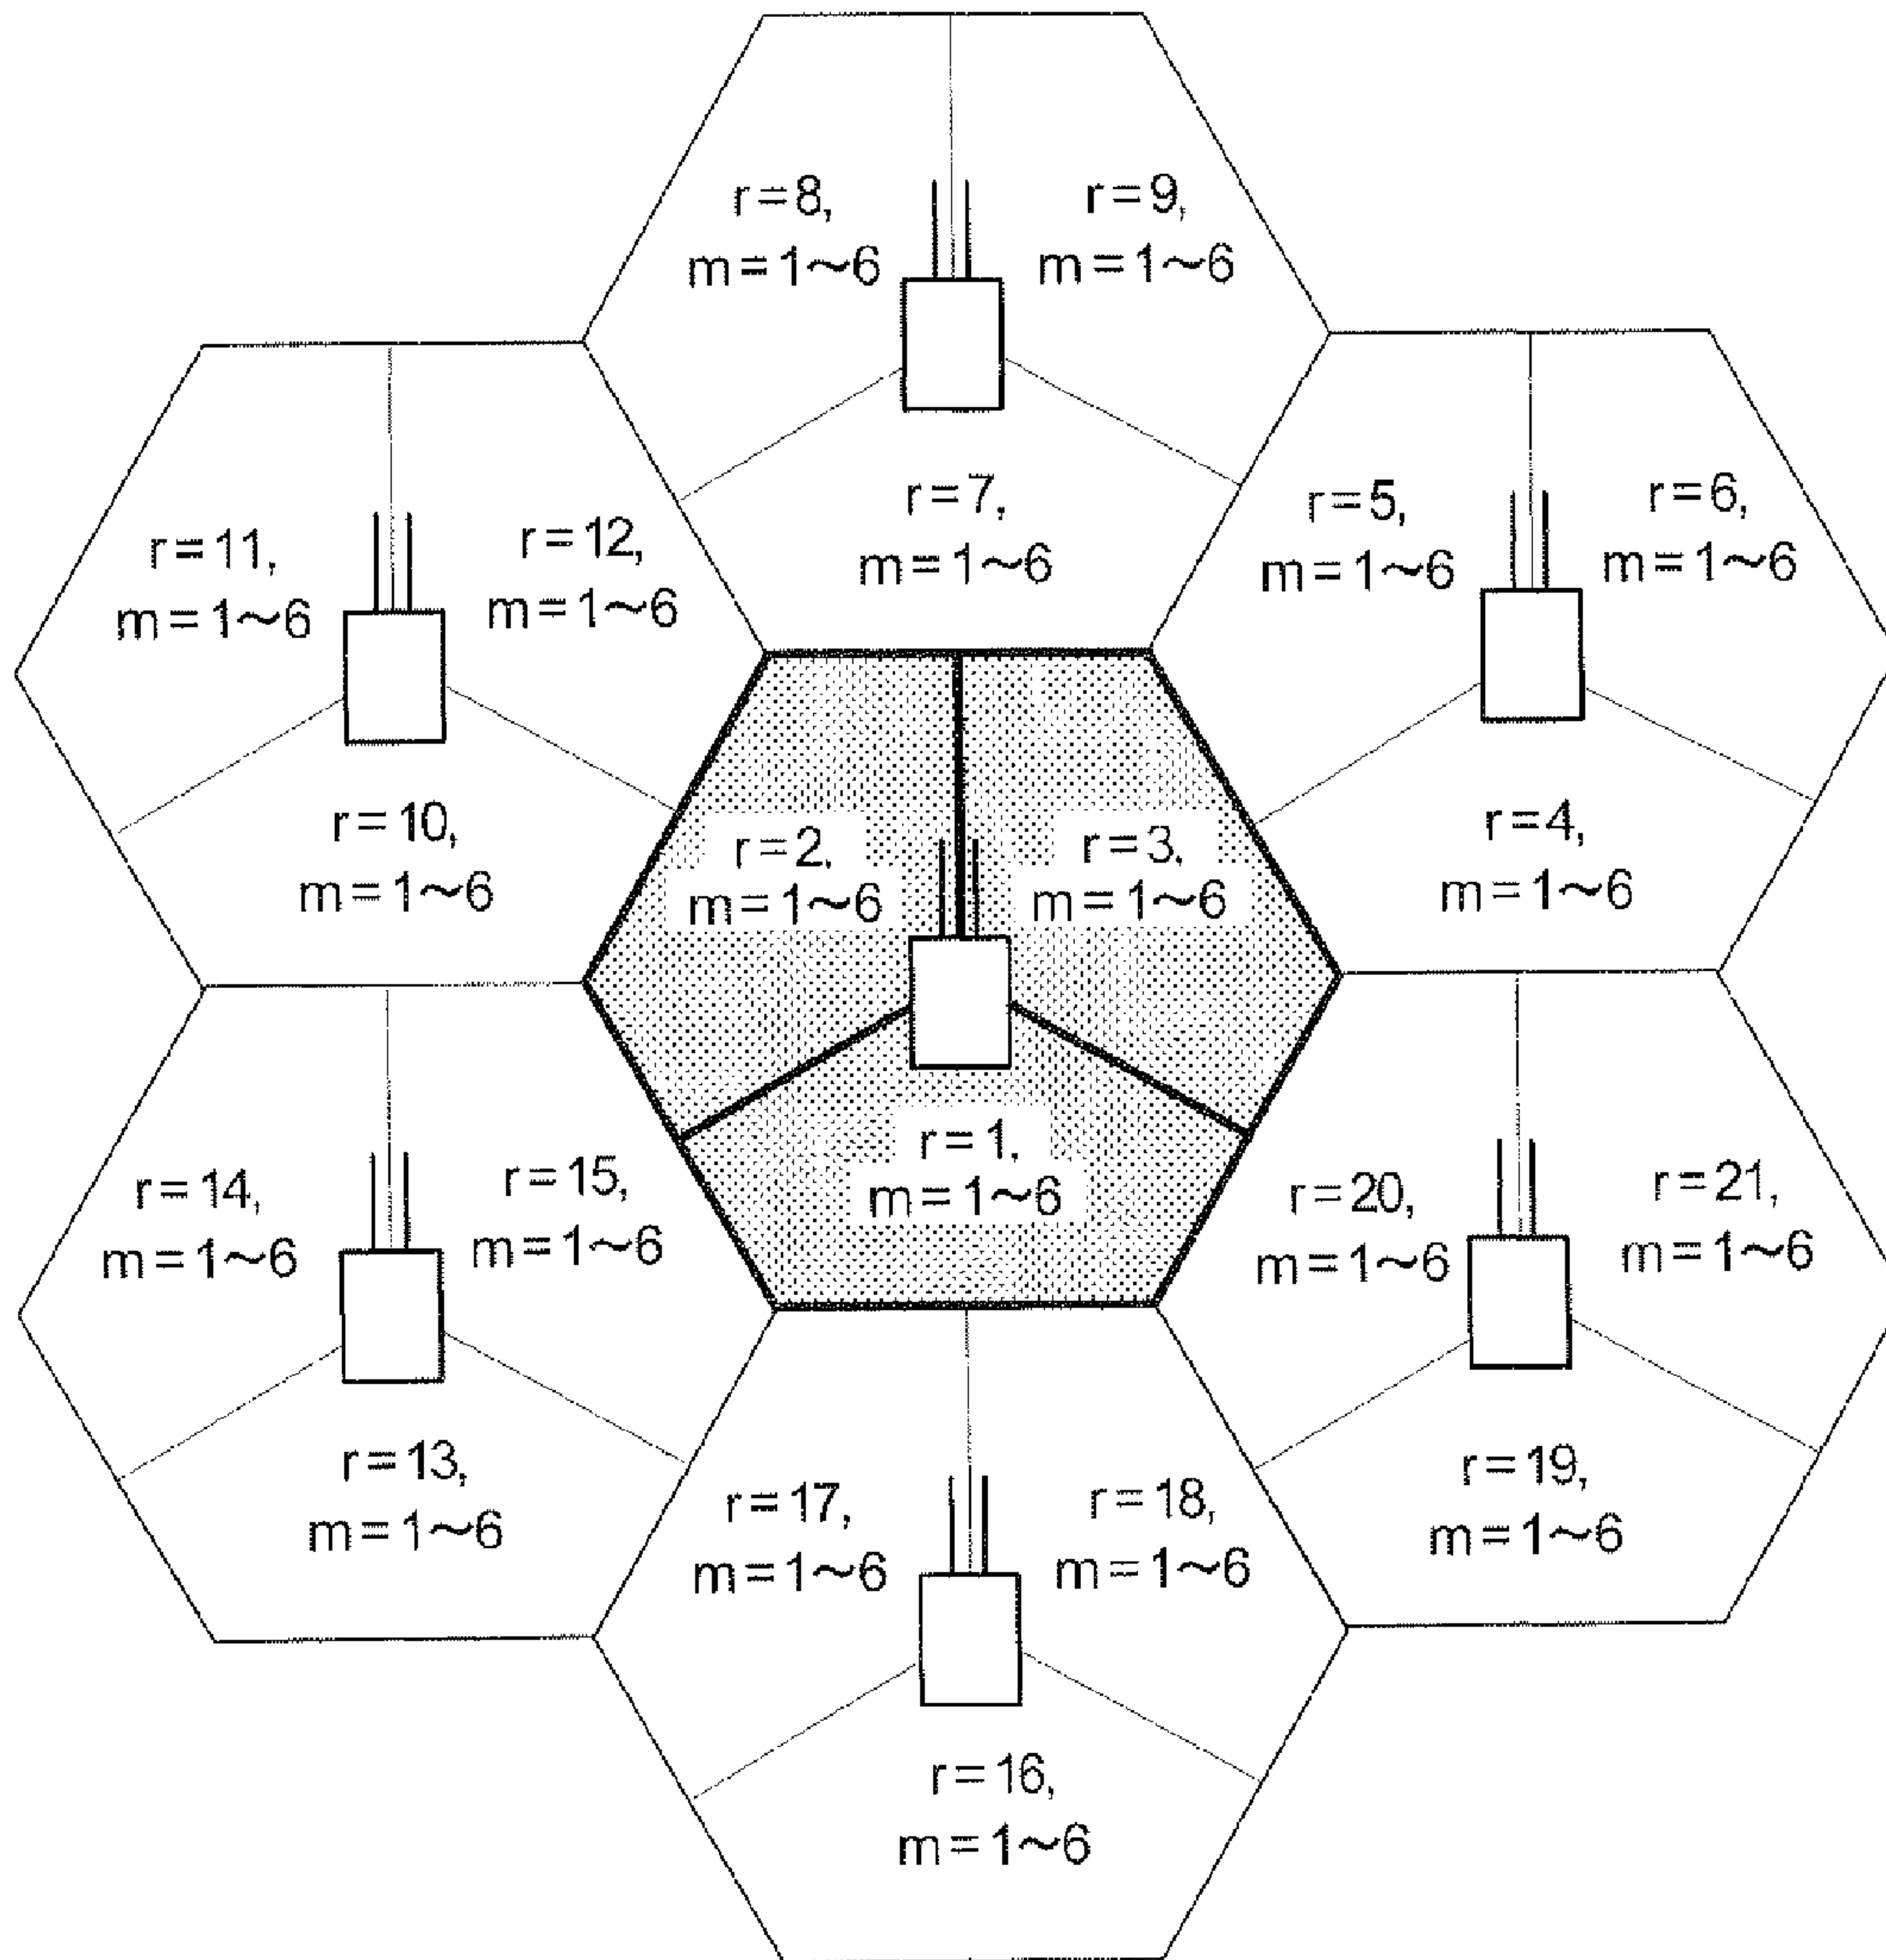 r=8,
m=1~6
r=9,
m=1~6
r=7,
m=1~6
r=5,
m=1~6
r=6,
m=1~6
r=4,
m=1~6
r=11,
m=1~6
r=12,
m=1~6
r=10,
m=1~6
r=2,
m=1~6
r=3,
m=1~6
r=1,
m=1~6
r=14,
m=1~6
r=15,
m=1~6
r=13,
m=1~6
r=20,
m=1~6
r=21,
m=1~6
r=19,
m=1~6
r=17,
m=1~6
r=18,
m=1~6
r=16,
m=1~6